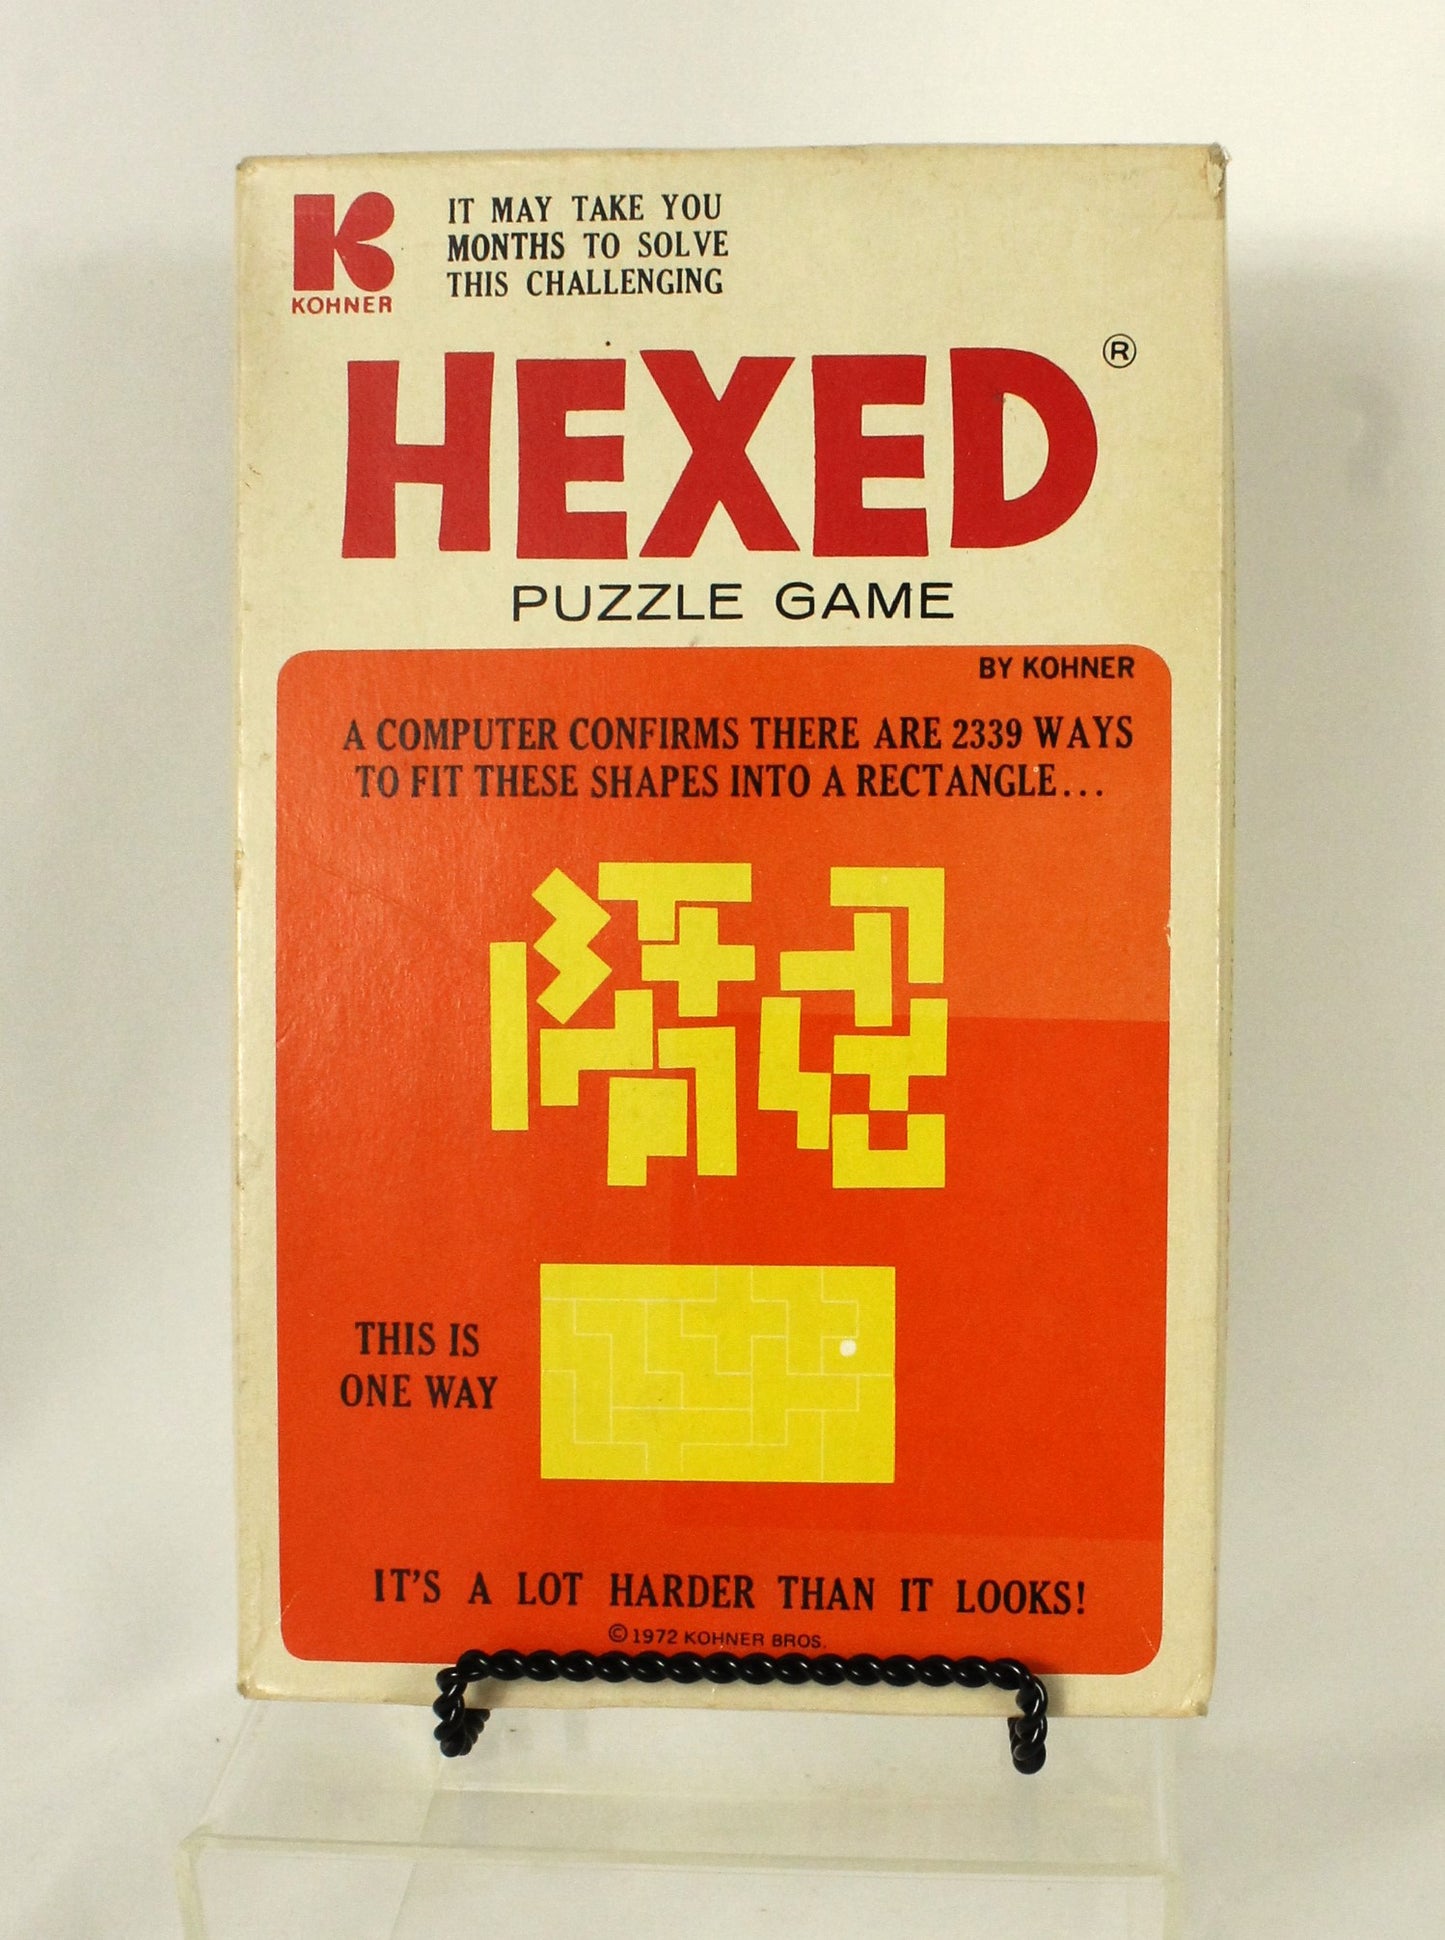 KOHNER
IT MAY TAKE YOU
MONTHS TO SOLVE
THIS CHALLENGING
HEXED®
PUZZLE GAME
BY KOHNER
A COMPUTER CONFIRMS THERE ARE 2339 WAYS
TO FIT THESE SHAPES INTO A RECTANGLE...
THIS IS
ONE WAY
IT'S A LOT HARDER THAN IT LOOKS!
© 1972 KOHNER BROS.